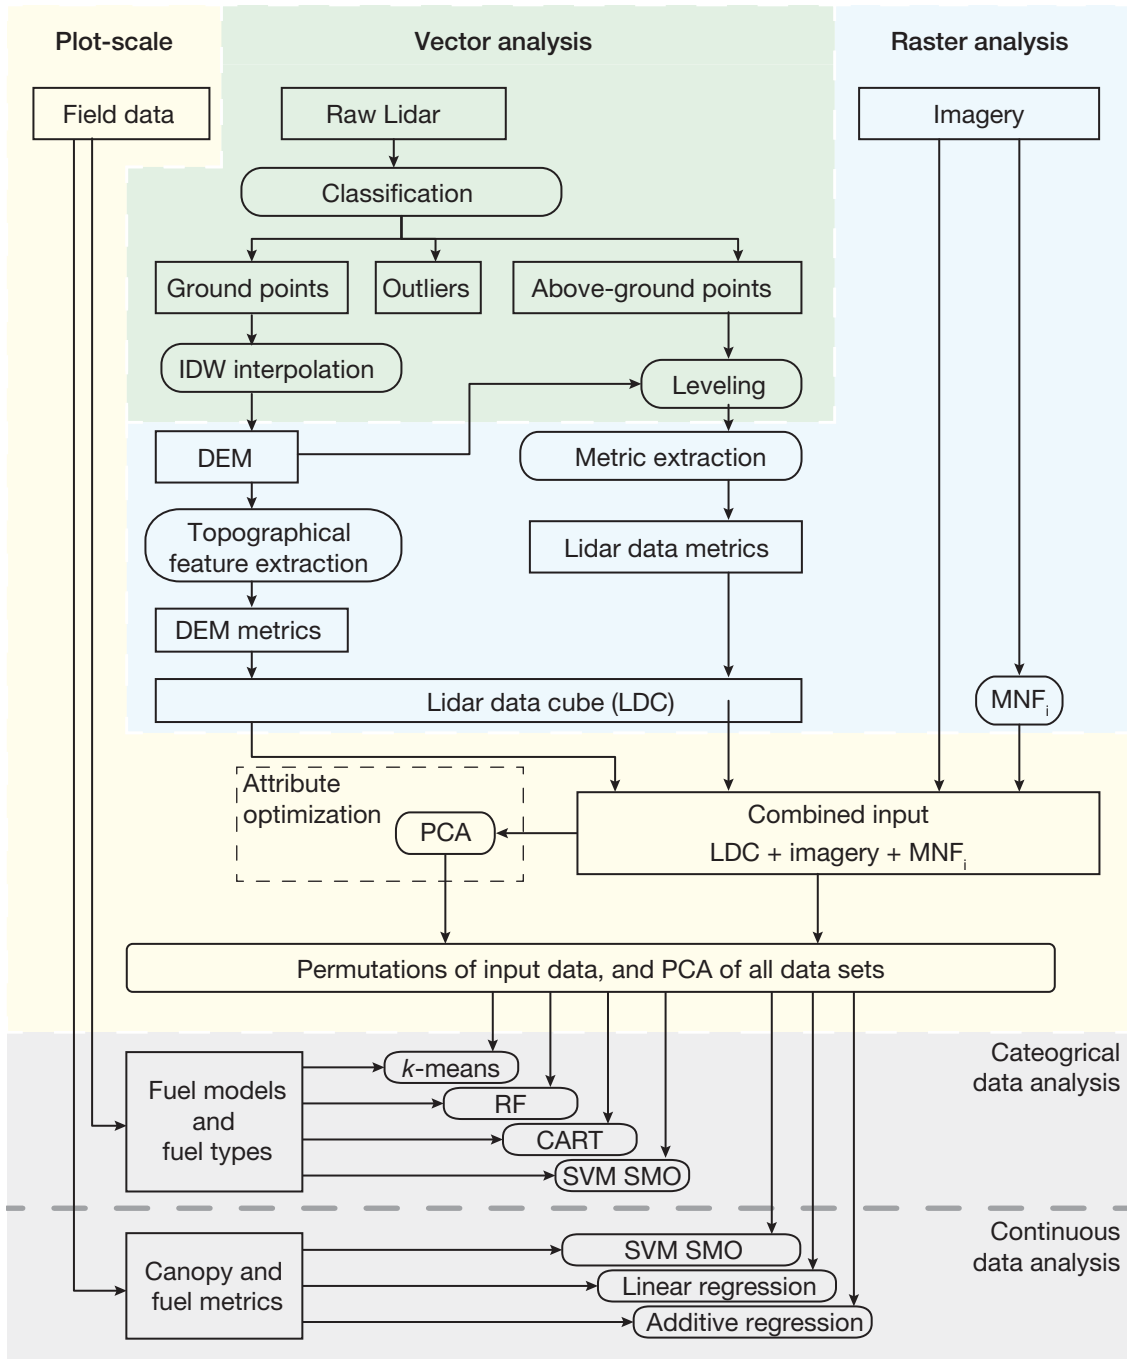 Plot-scale
Vector analysis
Raster analysis
Field data
Raw Lidar
Imagery
Classification
Ground points
Outliers
Above-ground points
IDW interpolation
Leveling
DEM
Metric extraction
Topographical
feature extraction
Lidar data metrics
DEM metrics
Lidar data cube (LDC)
MNFi
Attribute
optimization
PCA
Combined input
LDC + imagery + MNFi
Permutations of input data, and PCA of all data sets
Cateogrical
data analysis
Fuel models
and
fuel types
k-means
RF
CART
SVM SMO
Continuous
data analysis
Canopy and
fuel metrics
SVM SMO
Linear regression
Additive regression